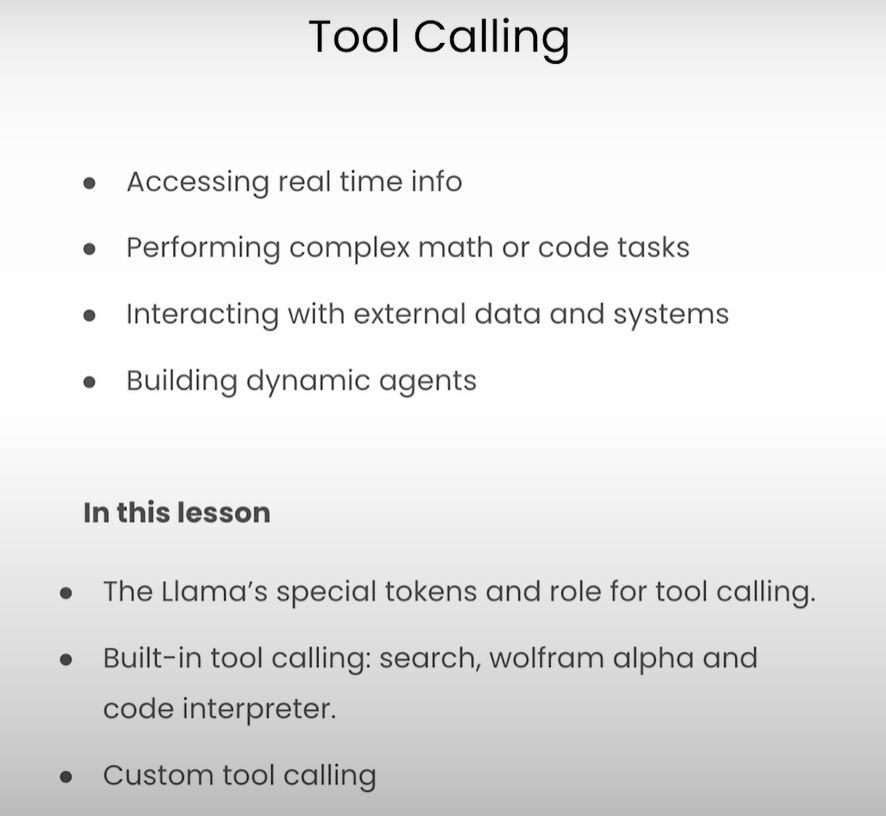 Tool Calling
● Accessing real time info
● Performing complex math or code tasks
● Interacting with external data and systems
● Building dynamic agents
In this lesson
● The Llama’s special tokens and role for tool calling.
● Built-in tool calling: search, wolfram alpha and
code interpreter.
● Custom tool calling